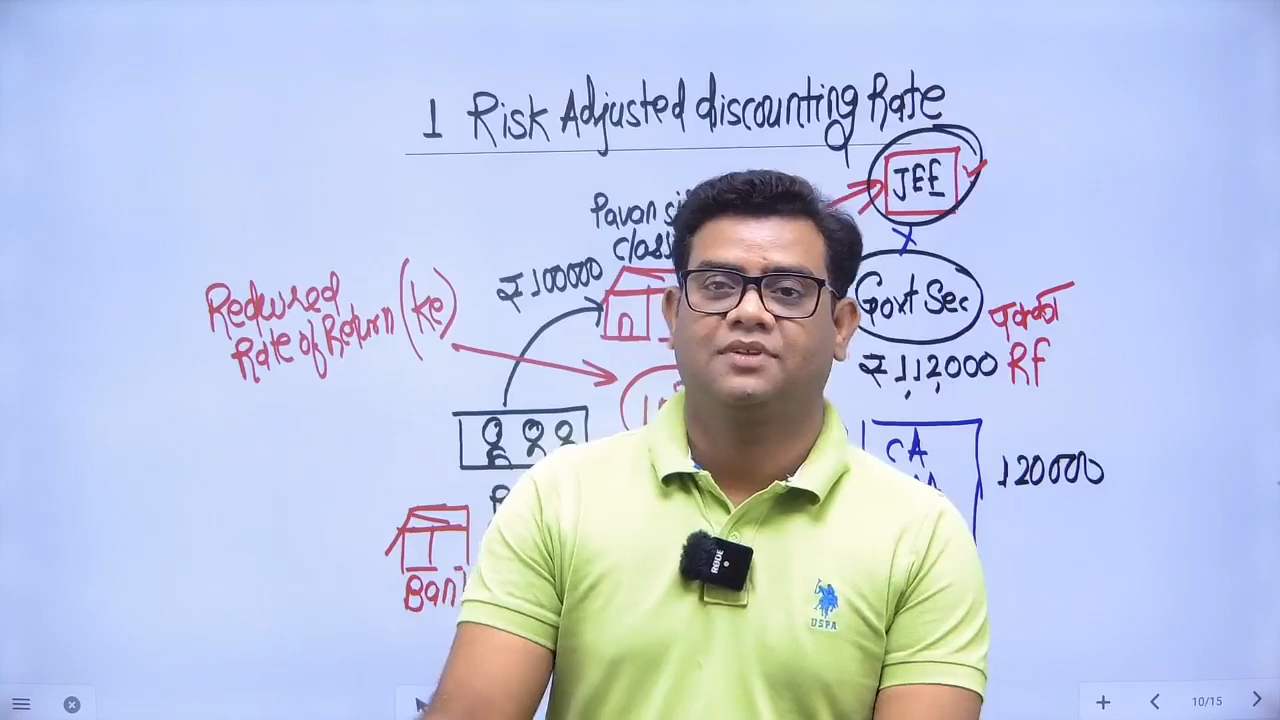 1 Risk Adjusted discounting Rate
JEE
Pavan
class
₹100000
Required
Rate of Return (ke)
Govt Sec
पक्का
₹112000 Rf
CA
120000
Ban
RØDE
USPA
10/15